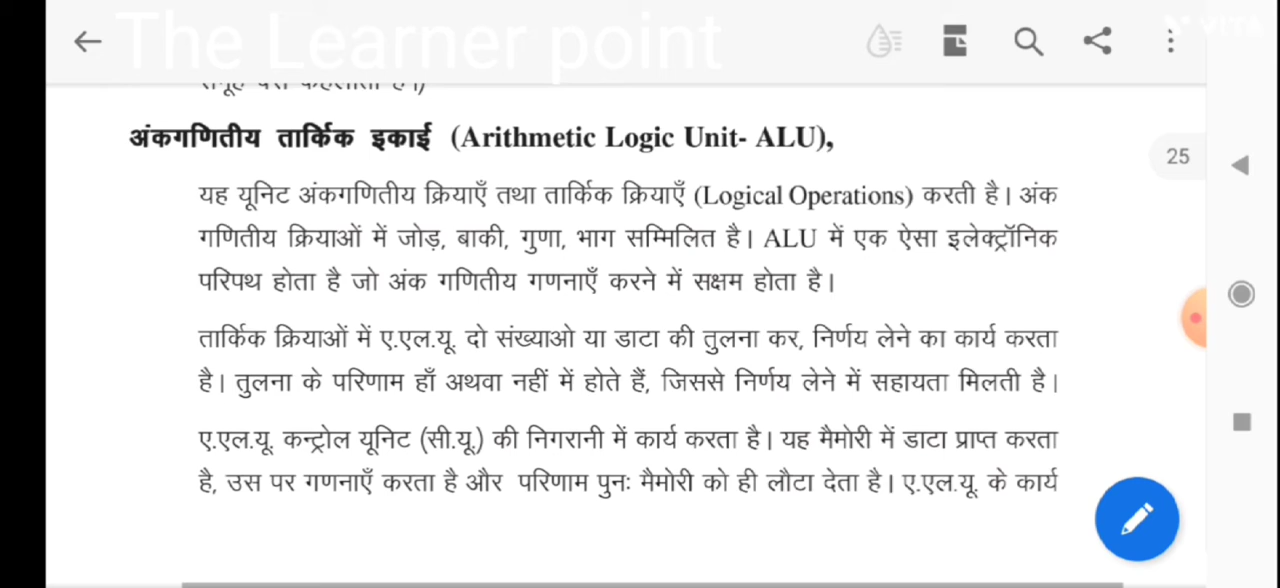 The Learner point
VITA
अंकगणितीय तार्किक इकाई (Arithmetic Logic Unit- ALU),
25
यह यूनिट अंकगणितीय क्रियाएँ तथा तार्किक क्रियाएँ (Logical Operations) करती है। अंक
गणितीय क्रियाओं में जोड़, बाकी, गुणा, भाग सम्मिलित है। ALU में एक ऐसा इलेक्ट्रॉनिक
परिपथ होता है जो अंक गणितीय गणनाएँ करने में सक्षम होता है।
तार्किक क्रियाओं में ए.एल.यू. दो संख्याओ या डाटा की तुलना कर, निर्णय लेने का कार्य करता
है। तुलना के परिणाम हाँ अथवा नहीं में होते हैं, जिससे निर्णय लेने में सहायता मिलती है।
ए.एल.यू. कन्ट्रोल यूनिट (सी.यू.) की निगरानी में कार्य करता है। यह मैमोरी में डाटा प्राप्त करता
है, उस पर गणनाएँ करता है और परिणाम पुनः मैमोरी को ही लौटा देता है। ए.एल.यू. के कार्य